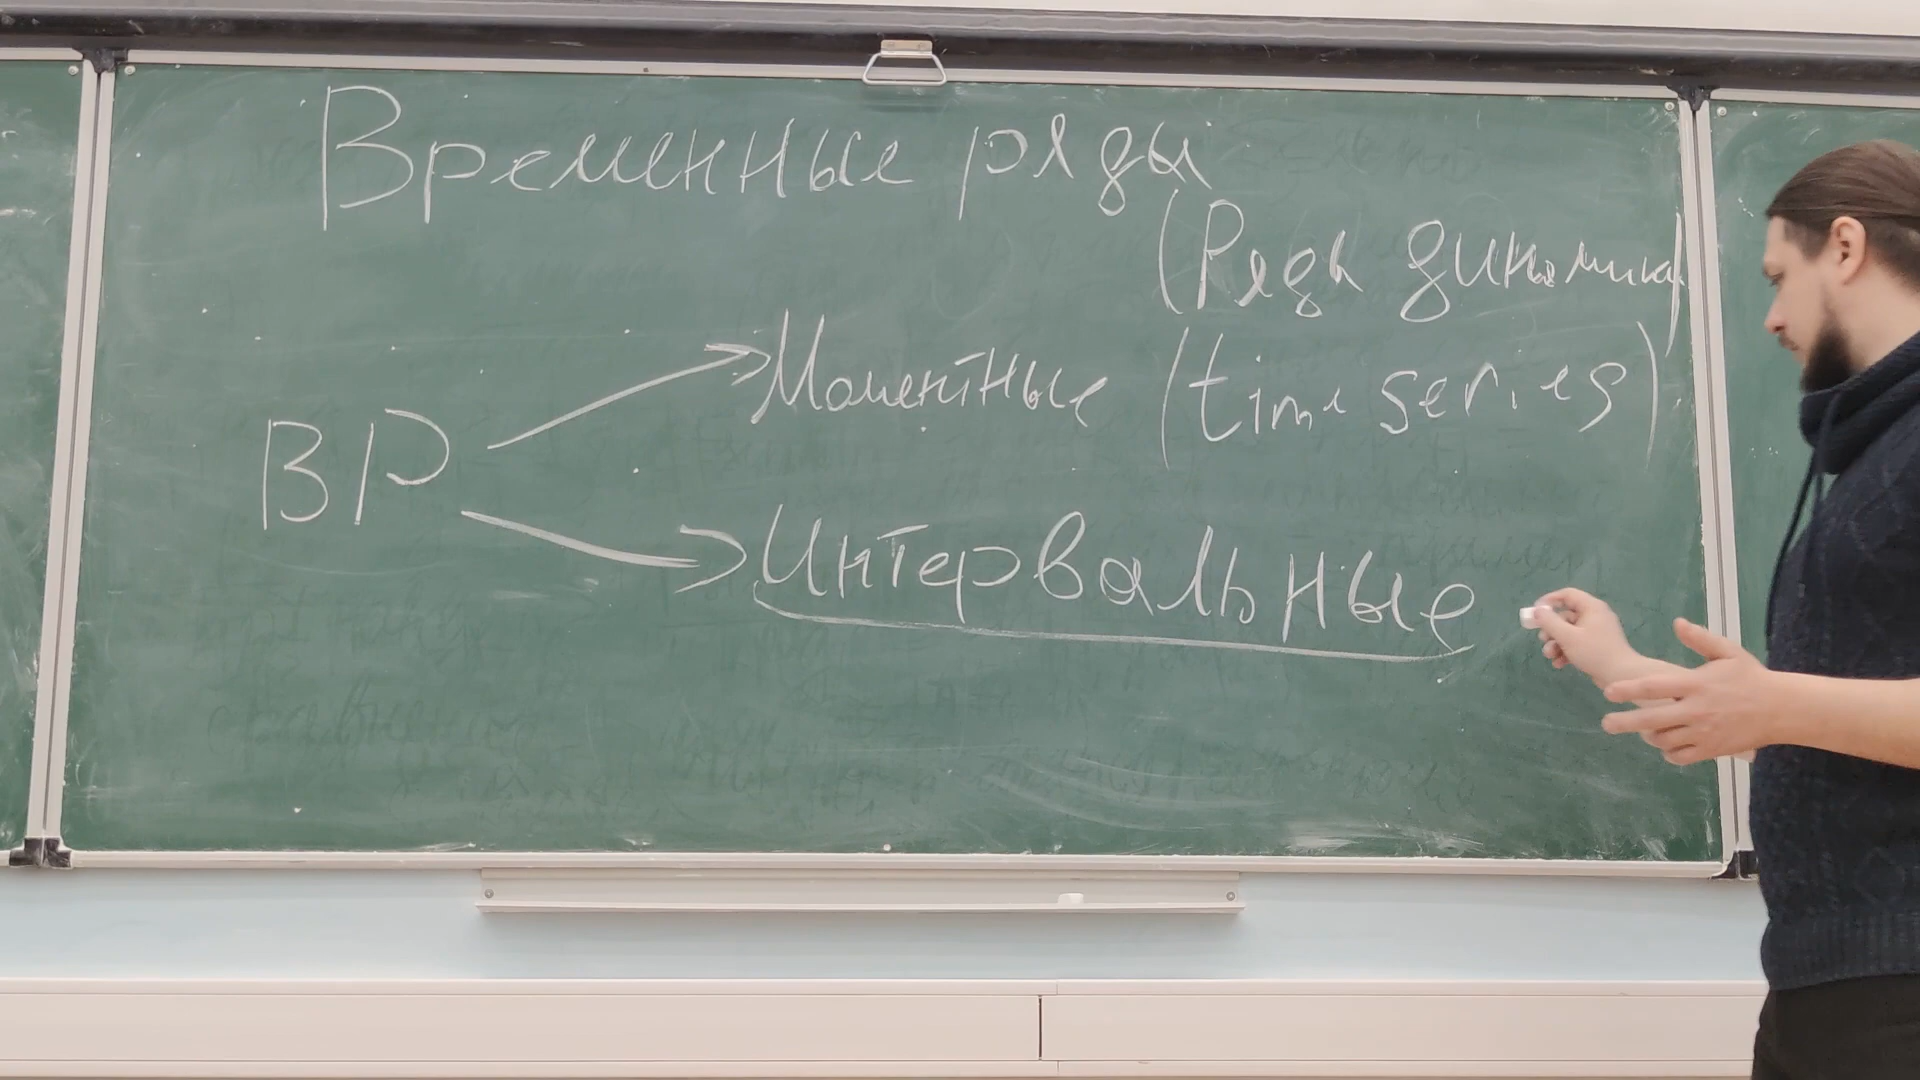 Временные ряды
(Ряды динамики)
Моментные (time series)
ВР
Интервальные